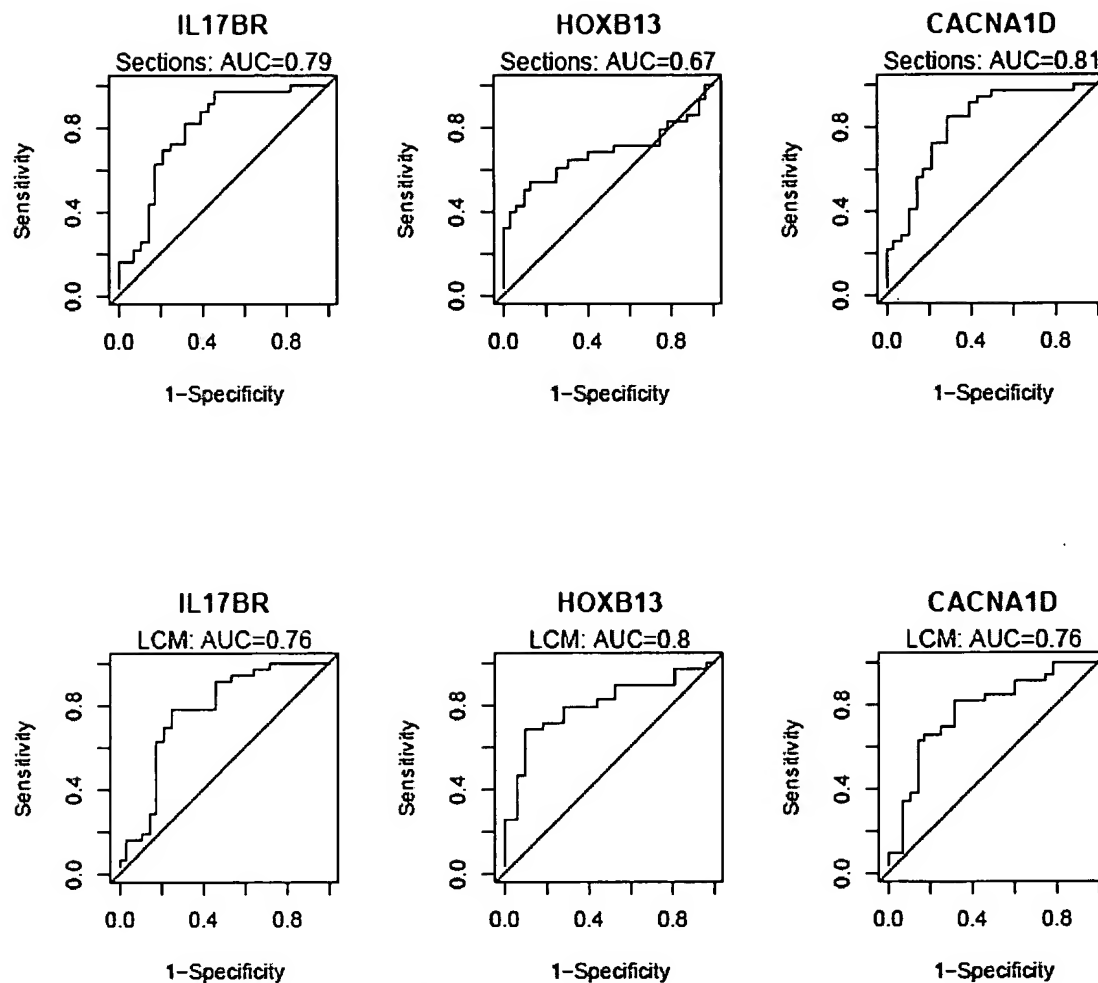 IL17BR
Sections: AUC=0.79
Sensitivity
0.0 0.4 0.8
0.0 0.4 0.8
1-Specificity
HOXB13
Sections: AUC=0.67
Sensitivity
0.0 0.4 0.8
0.0 0.4 0.8
1-Specificity
CACNA1D
Sections: AUC=0.81
Sensitivity
0.0 0.4 0.8
0.0 0.4 0.8
1-Specificity
IL17BR
LCM: AUC=0.76
Sensitivity
0.0 0.4 0.8
0.0 0.4 0.8
1-Specificity
HOXB13
LCM: AUC=0.8
Sensitivity
0.0 0.4 0.8
0.0 0.4 0.8
1-Specificity
CACNA1D
LCM: AUC=0.76
Sensitivity
0.0 0.4 0.8
0.0 0.4 0.8
1-Specificity